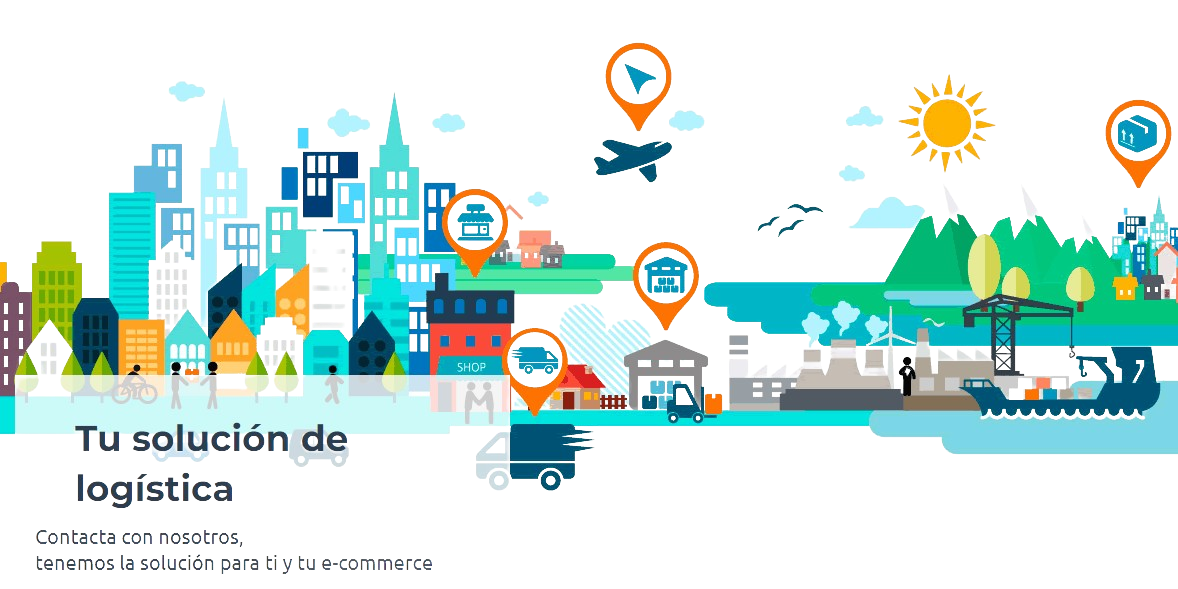 SHOP
Tu solución de
logística
Contacta con nosotros,
tenemos la solución para ti y tu e-commerce